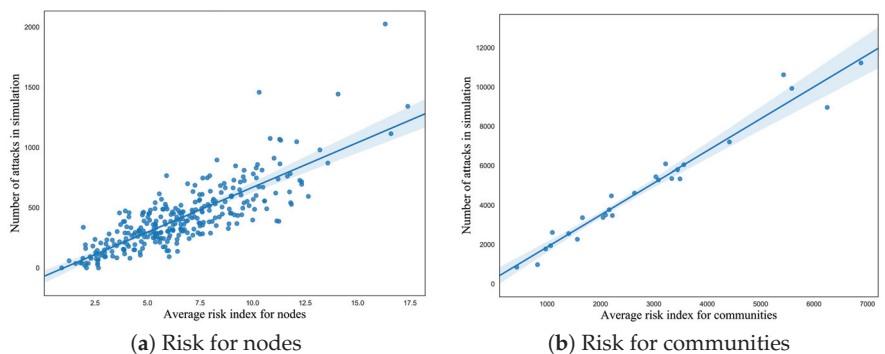 2000
1500
1000
500
0
Number of attacks in simulation
2.5 5.0 7.5 10.0 12.5 15.0 17.5
Average risk index for nodes
(a) Risk for nodes
12000
10000
8000
6000
4000
2000
0
Number of attacks in simulation
1000 2000 3000 4000 5000 6000 7000
Average risk index for communities
(b) Risk for communities